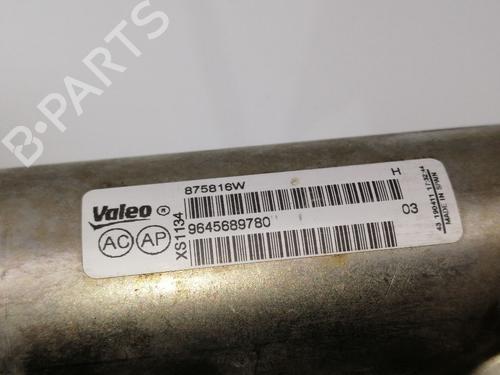 B-PARTS
875816W
H
Valeo ®
AC AP
XS1134
9645689780
03
MADE IN SPAIN